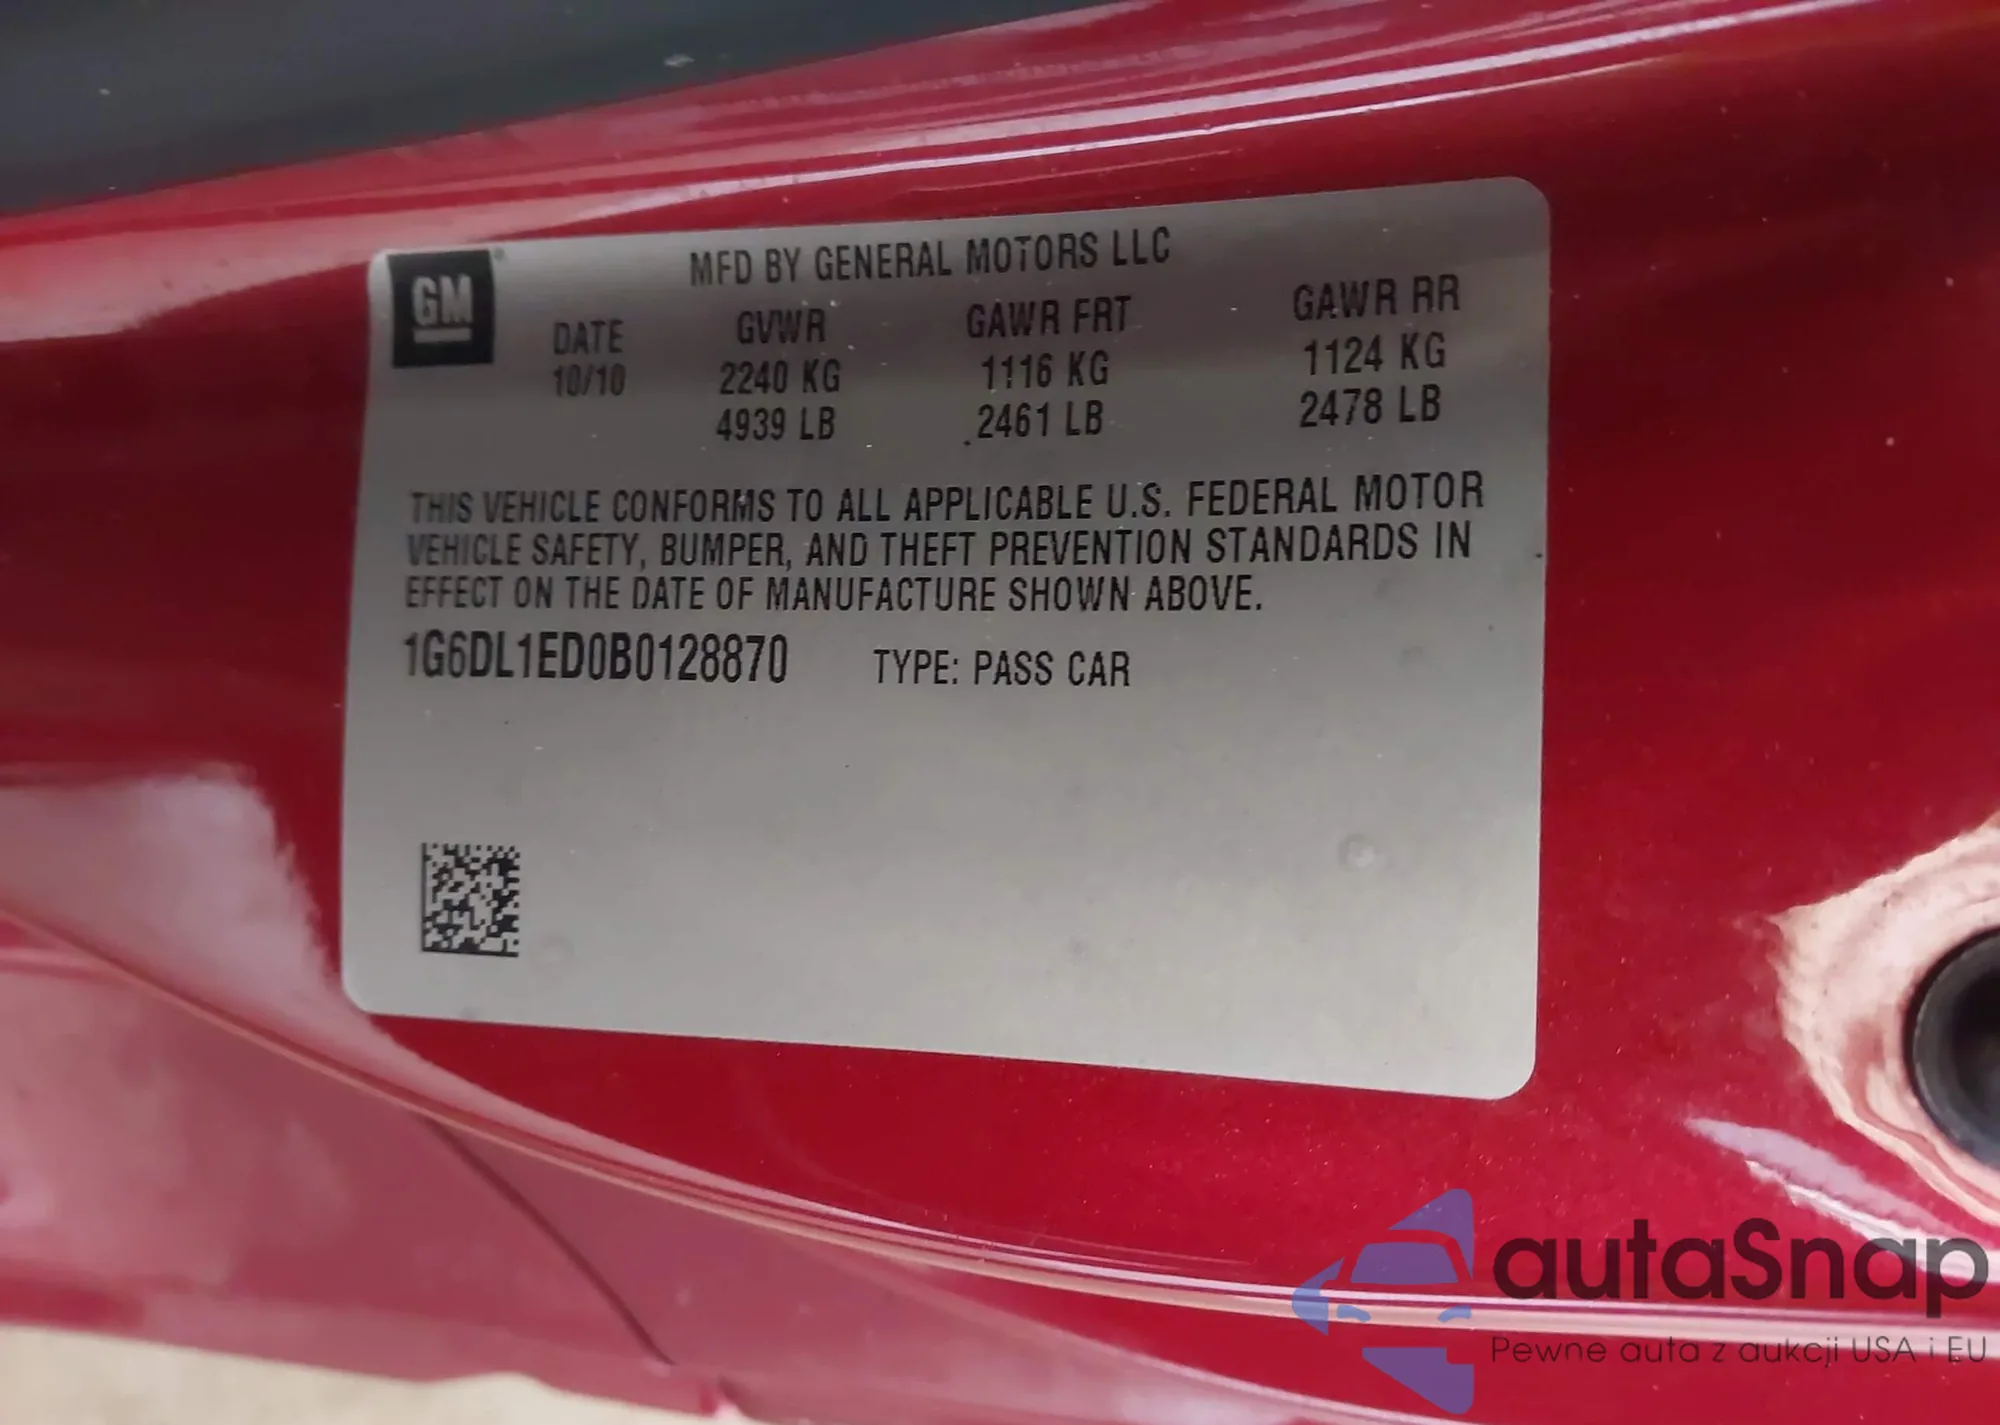 GM
MFD BY GENERAL MOTORS LLC
DATE GVWR GAWR FRT GAWR RR
10/10 2240 KG 1116 KG 1124 KG
4939 LB 2461 LB 2478 LB
THIS VEHICLE CONFORMS TO ALL APPLICABLE U.S. FEDERAL MOTOR
VEHICLE SAFETY, BUMPER, AND THEFT PREVENTION STANDARDS IN
EFFECT ON THE DATE OF MANUFACTURE SHOWN ABOVE.
1G6DL1ED0B0128870 TYPE: PASS CAR
autaSnap
Pewne auta z aukcji USA i EU